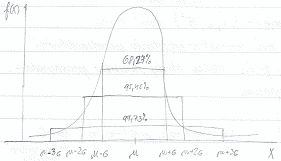 f(x)
68,27%
95,45%
99,73%
μ-3σ μ-2σ μ-σ μ μ+σ μ+2σ μ+3σ X